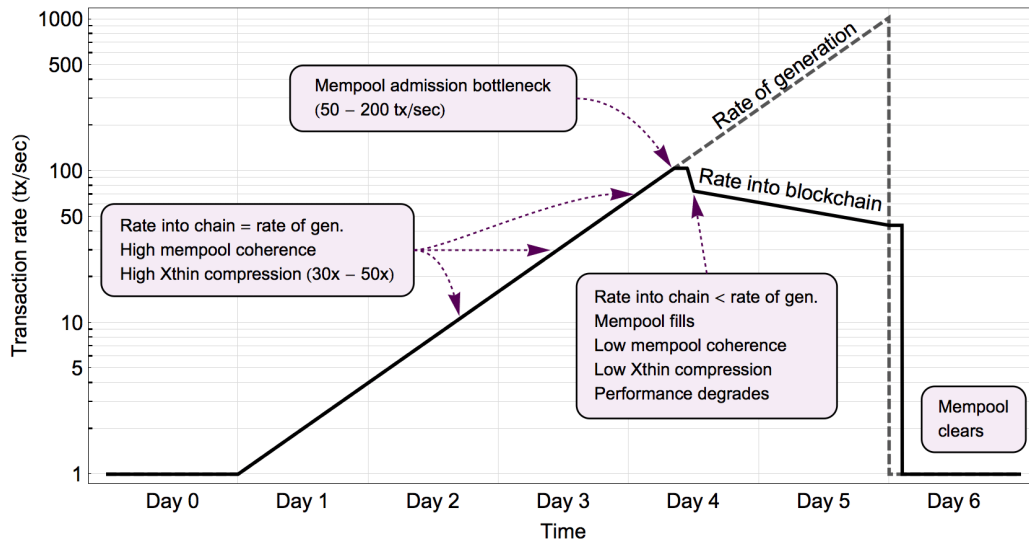 1000
500
100
50
10
5
1
Transaction rate (tx/sec)
Mempool admission bottleneck
(50 – 200 tx/sec)
Rate of generation
Rate into blockchain
Rate into chain = rate of gen.
High mempool coherence
High Xthin compression (30x – 50x)
Rate into chain < rate of gen.
Mempool fills
Low mempool coherence
Low Xthin compression
Performance degrades
Mempool
clears
Day 0 Day 1 Day 2 Day 3 Day 4 Day 5 Day 6
Time